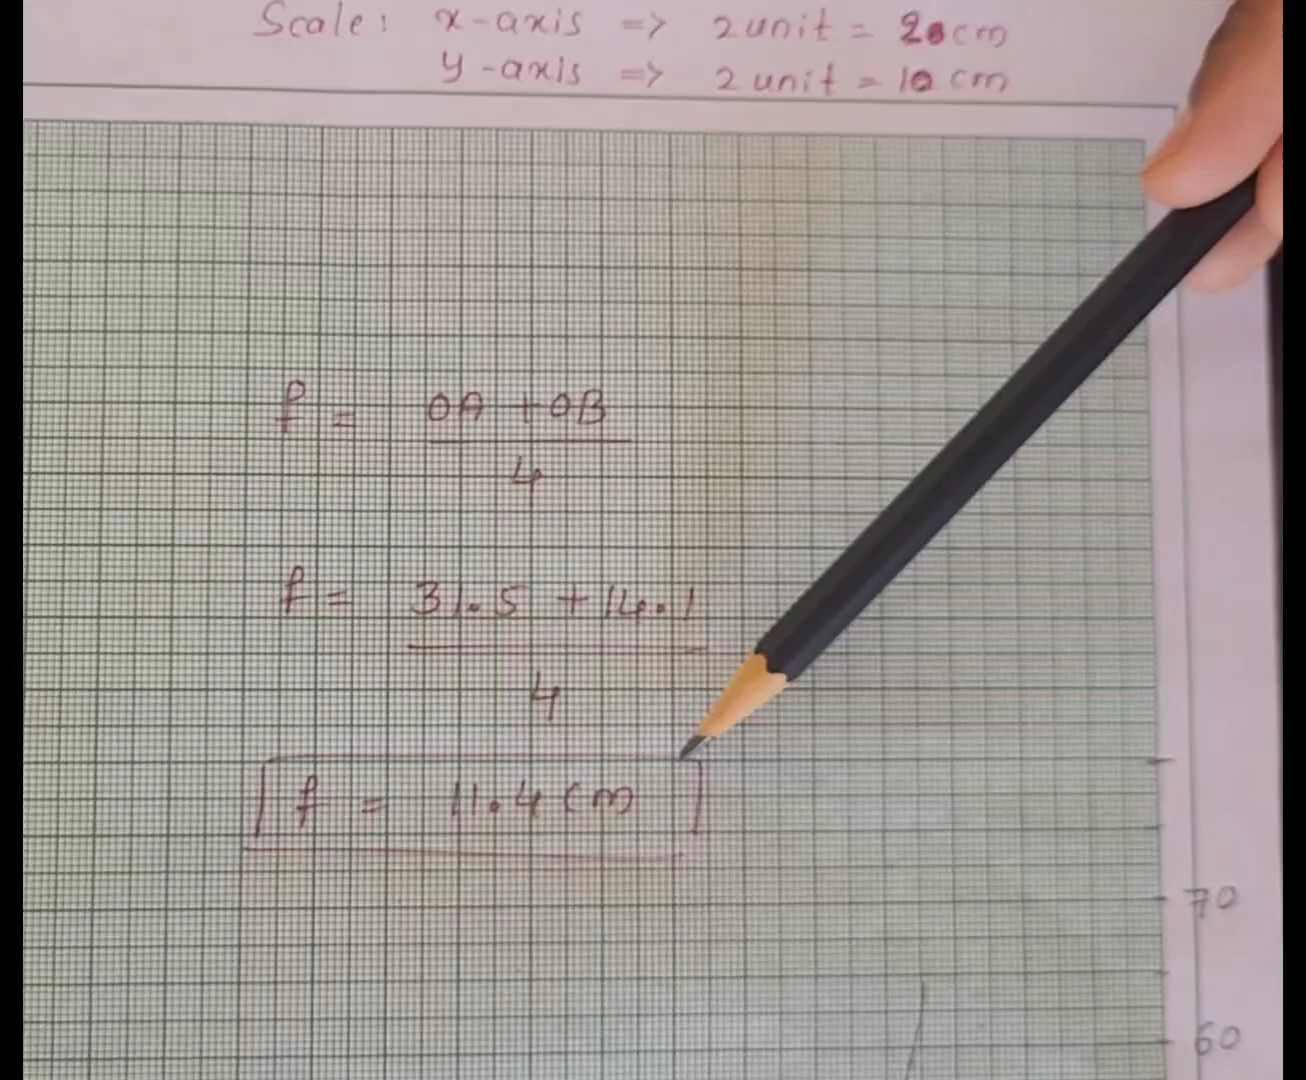 Scale: x-axis => 2 unit = 20 cm
y-axis => 2 unit = 10 cm
f = OA + OB
4
f = 31.5 + 14.1
4
f = 11.4 cm
70
60